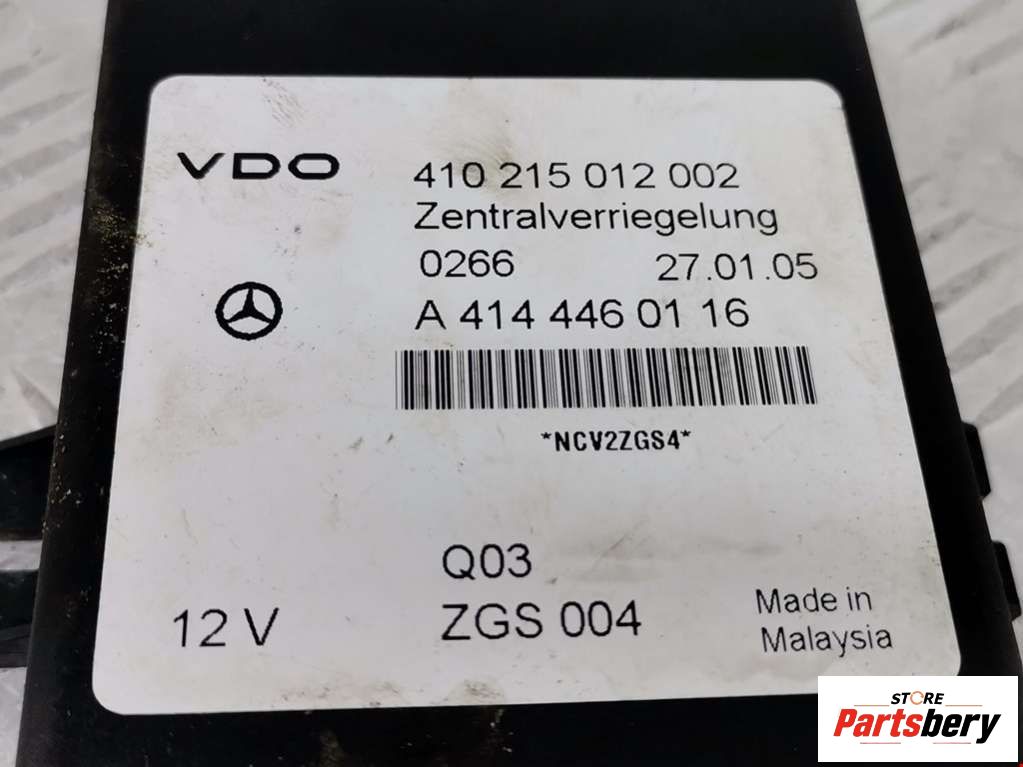 VDO
410 215 012 002
Zentralverriegelung
0266 27.01.05
A 414 446 01 16
*NCV2ZGS4*
Q03
12 V ZGS 004
Made in
Malaysia
STORE
Partsbery